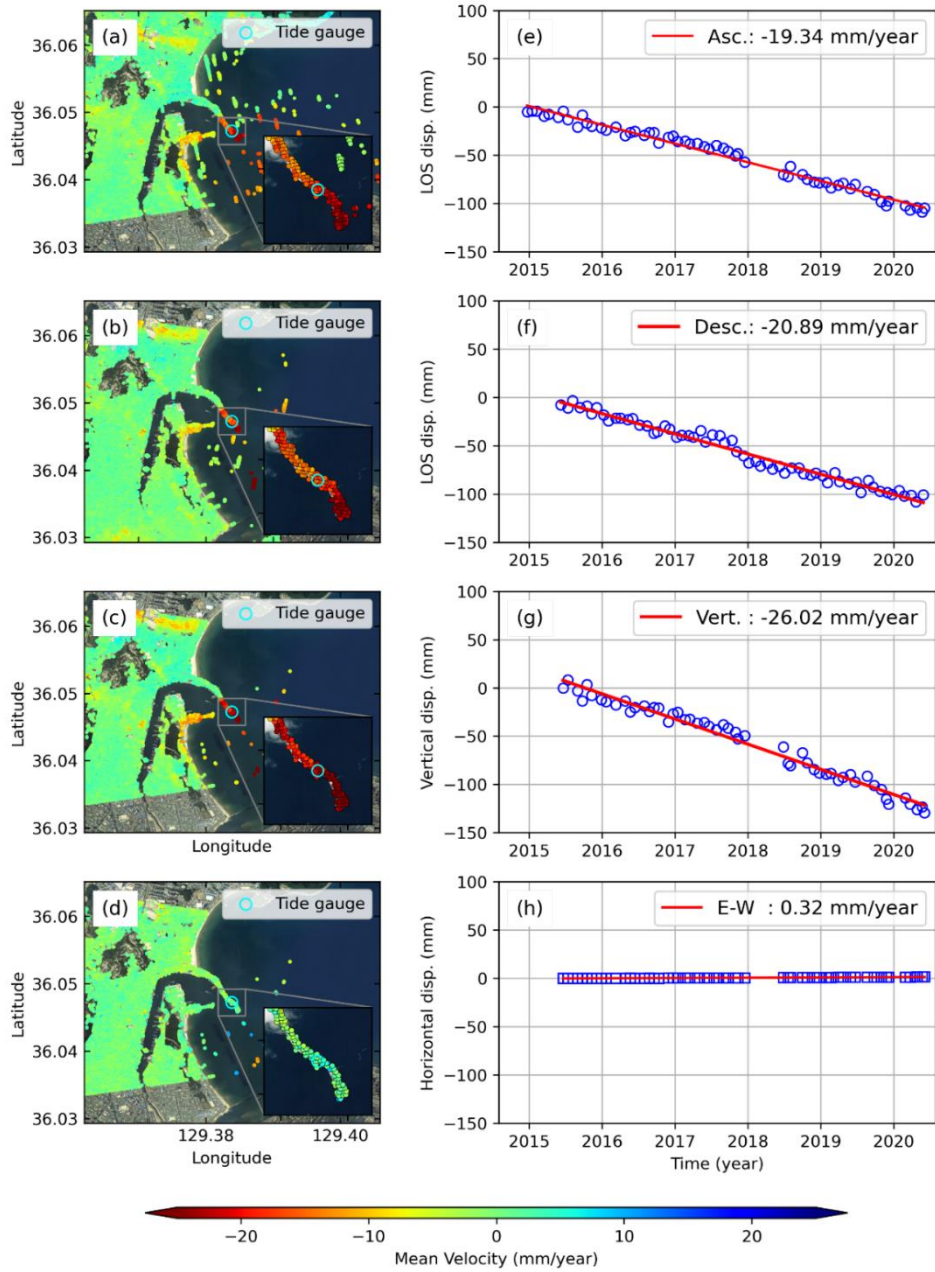 (a)
Tide gauge
36.06
36.05
36.04
36.03
Latitude
(e)
Asc.: -19.34 mm/year
100
50
0
−50
−100
−150
LOS disp. (mm)
2015 2016 2017 2018 2019 2020
(b)
Tide gauge
36.06
36.05
36.04
36.03
Latitude
(f)
Desc.: -20.89 mm/year
100
50
0
−50
−100
−150
LOS disp. (mm)
2015 2016 2017 2018 2019 2020
(c)
Tide gauge
36.06
36.05
36.04
36.03
Latitude
Longitude
(g)
Vert. : -26.02 mm/year
100
50
0
−50
−100
−150
Vertical disp. (mm)
2015 2016 2017 2018 2019 2020
(d)
Tide gauge
36.06
36.05
36.04
36.03
Latitude
129.38 129.40
Longitude
(h)
E-W : 0.32 mm/year
100
50
0
−50
−100
−150
Horizontal disp. (mm)
2015 2016 2017 2018 2019 2020
Time (year)
−20 −10 0 10 20
Mean Velocity (mm/year)